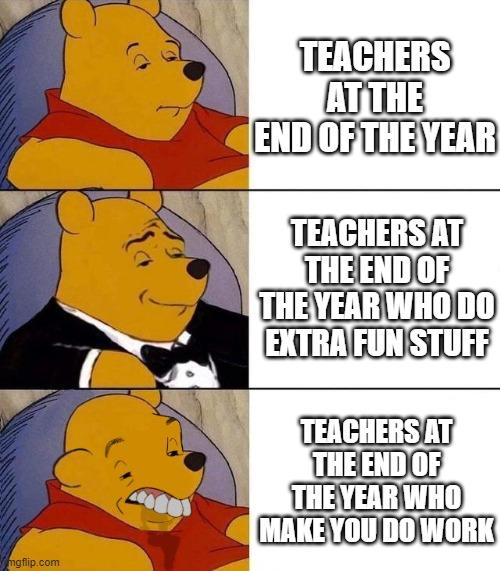 TEACHERS
AT THE
END OF THE YEAR
TEACHERS AT
THE END OF
THE YEAR WHO DO
EXTRA FUN STUFF
TEACHERS AT
THE END OF
THE YEAR WHO
MAKE YOU DO WORK
imgflip.com